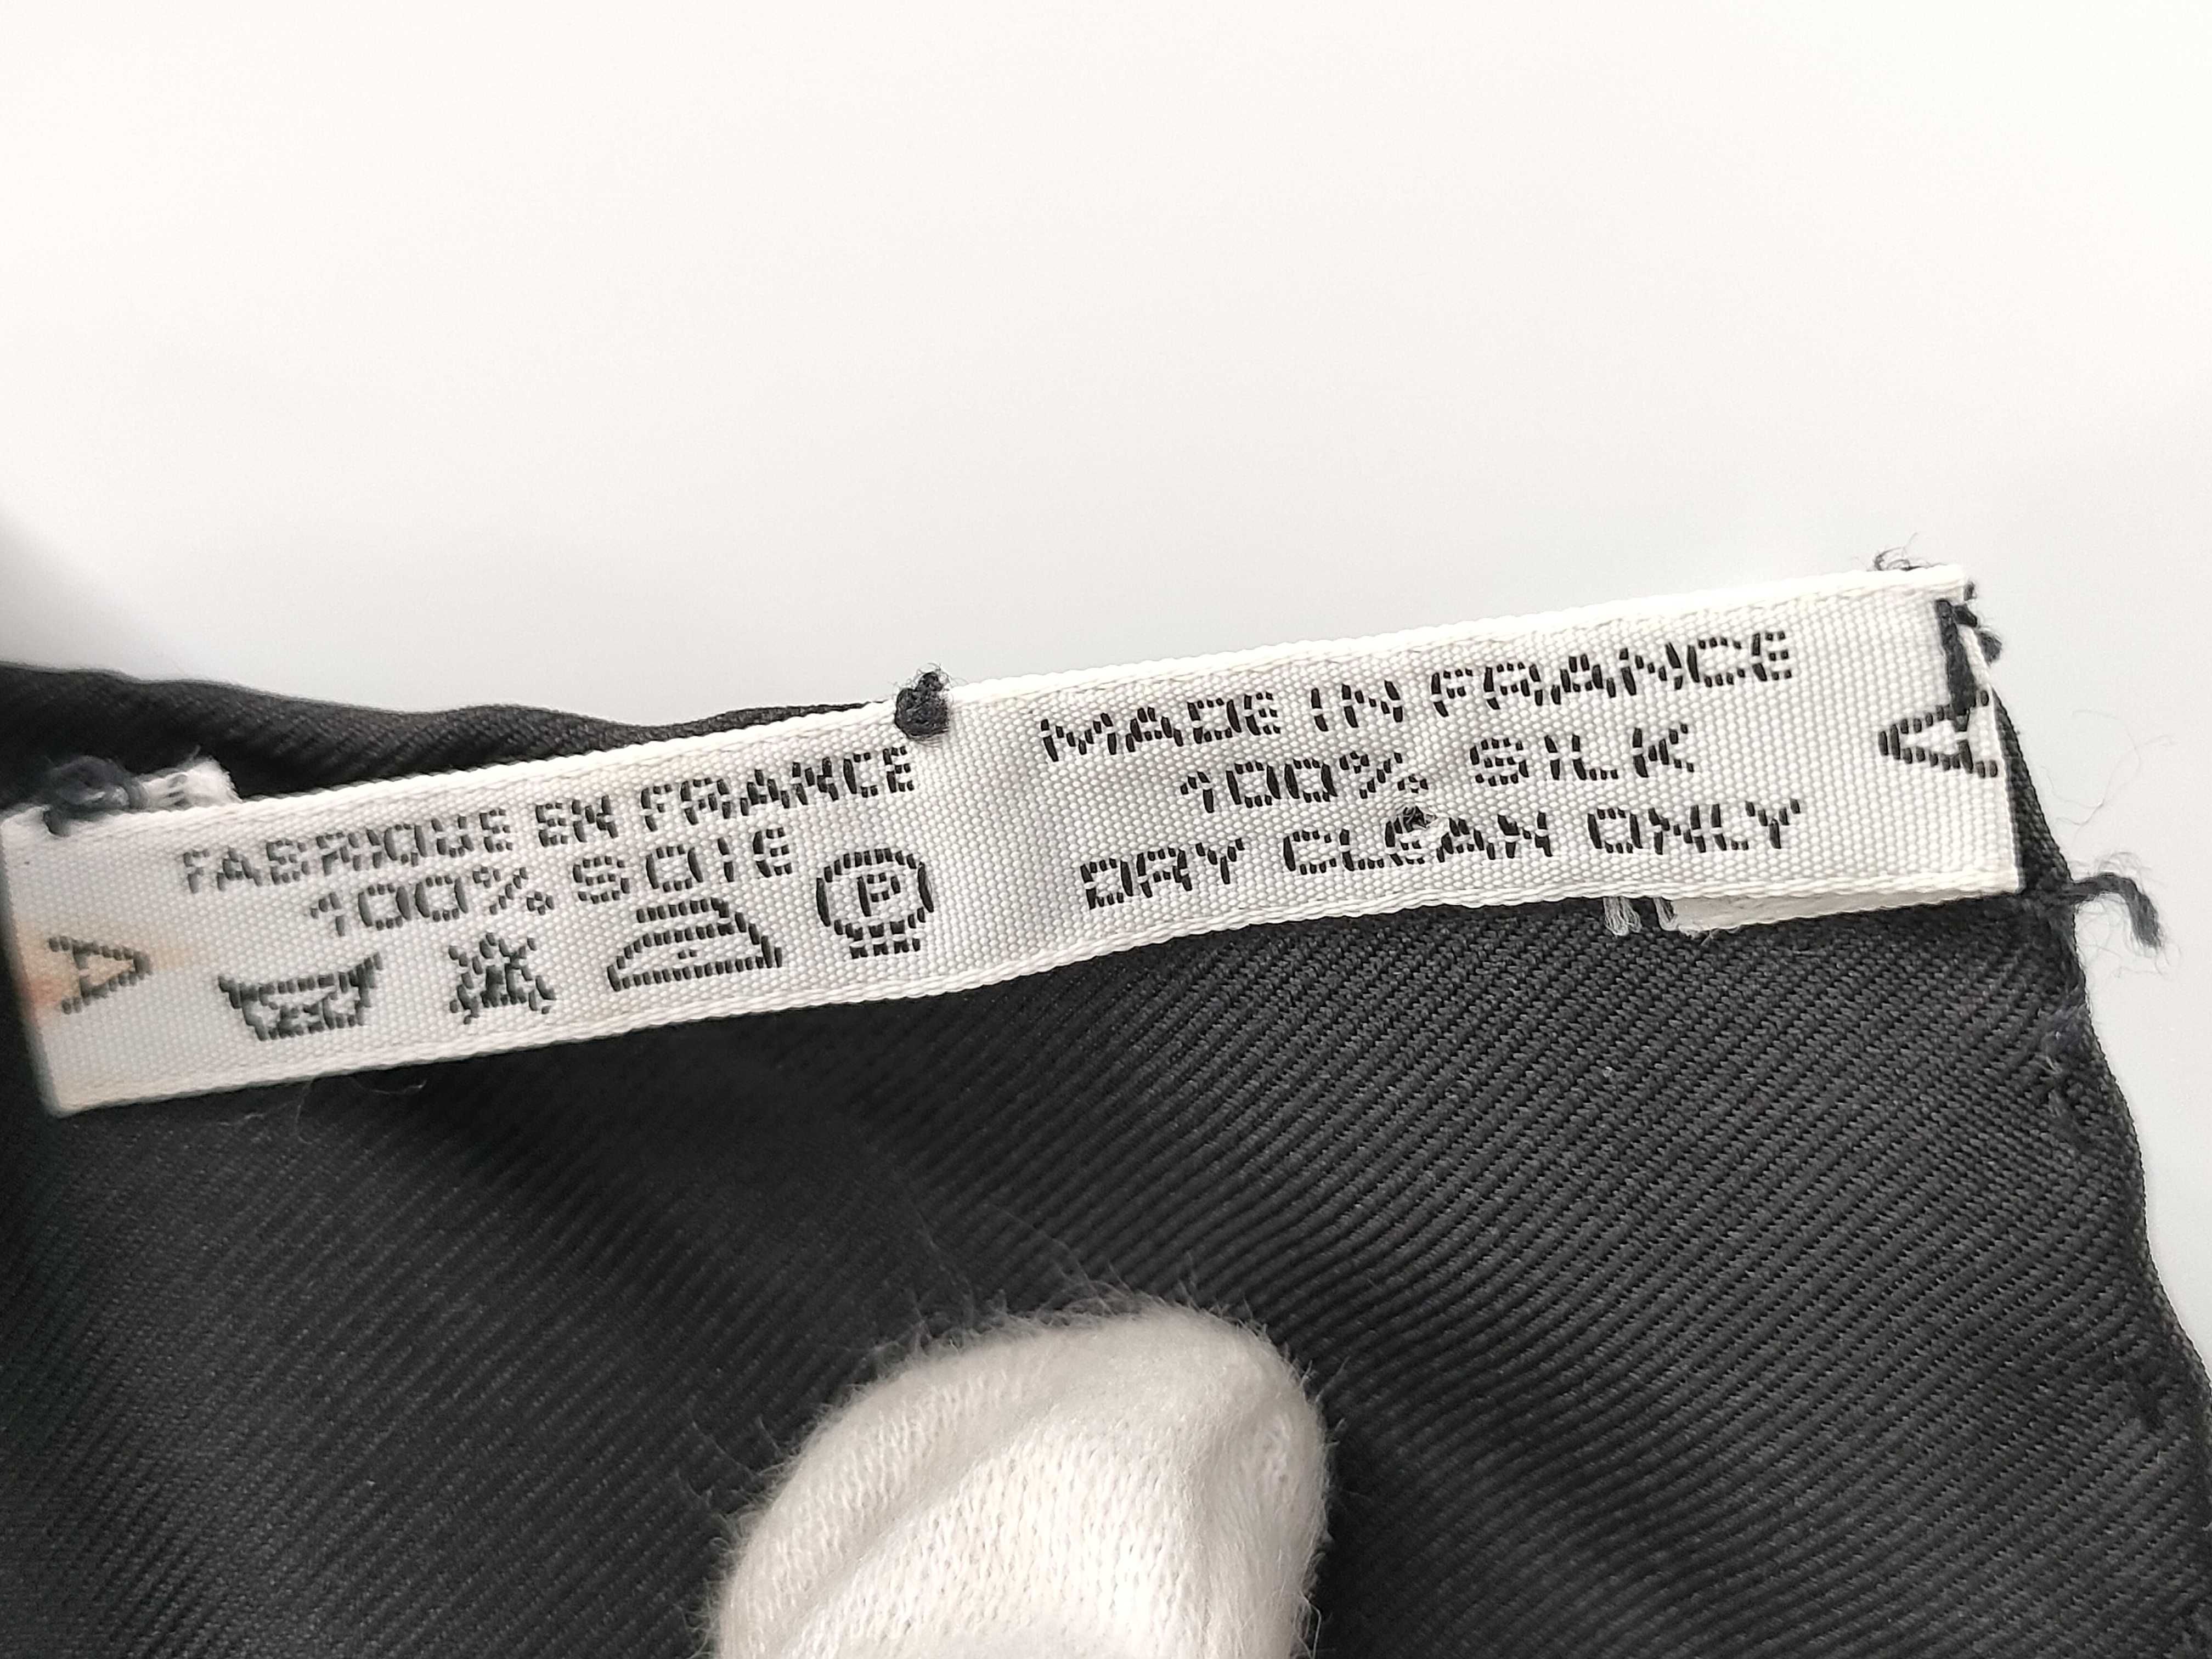 FABRIQUE EN FRANCE
100% SOIE
A
P
MADE IN FRANCE
100% SILK
DRY CLEAN ONLY
A